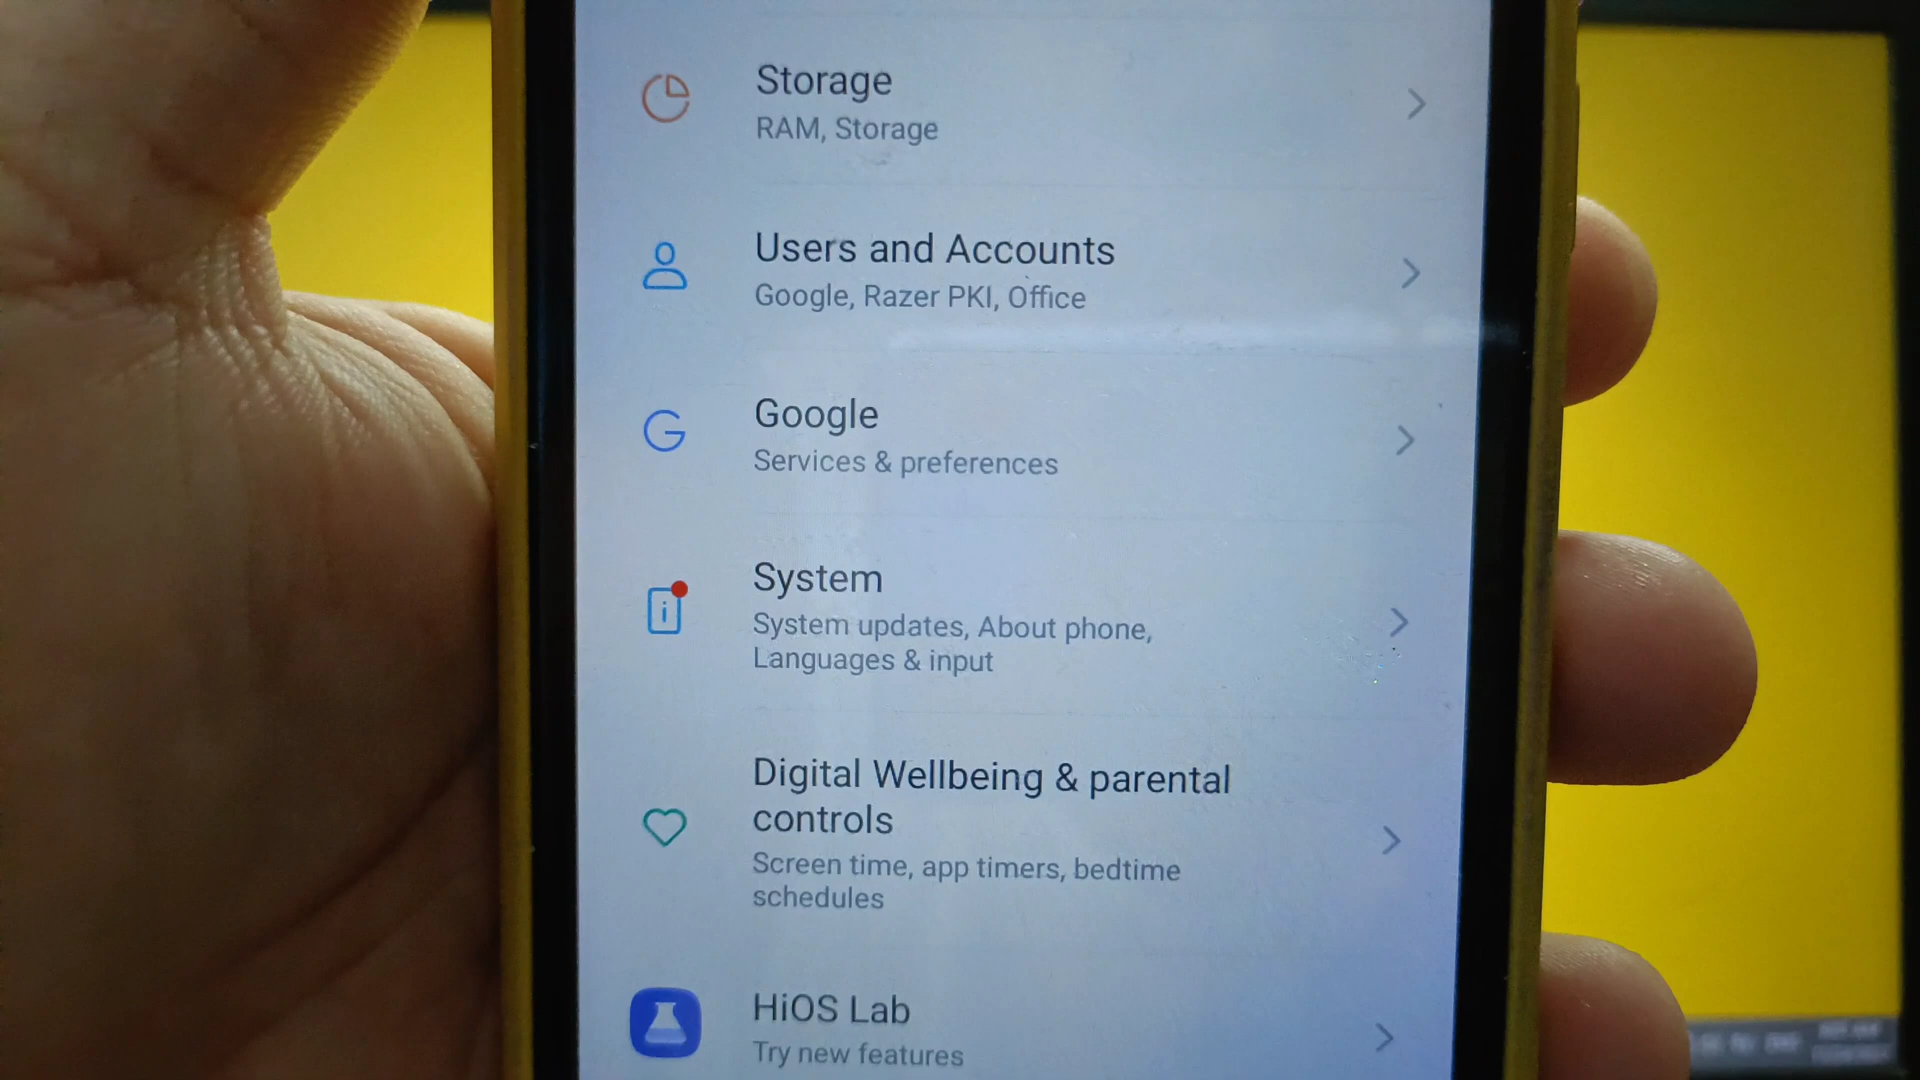 Storage
RAM, Storage
Users and Accounts
Google, Razer PKI, Office
Google
Services & preferences
System
System updates, About phone,
Languages & input
Digital Wellbeing & parental
controls
Screen time, app timers, bedtime
schedules
HiOS Lab
Try new features